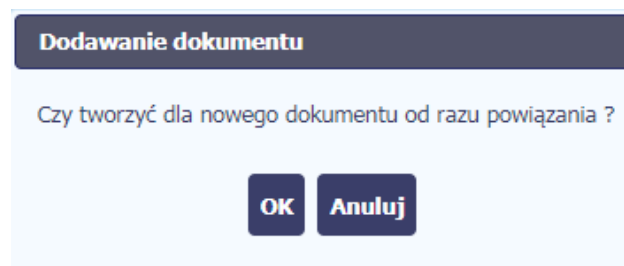 Dodawanie dokumentu
Czy tworzyć dla nowego dokumentu od razu powiązania ?
OK Anuluj